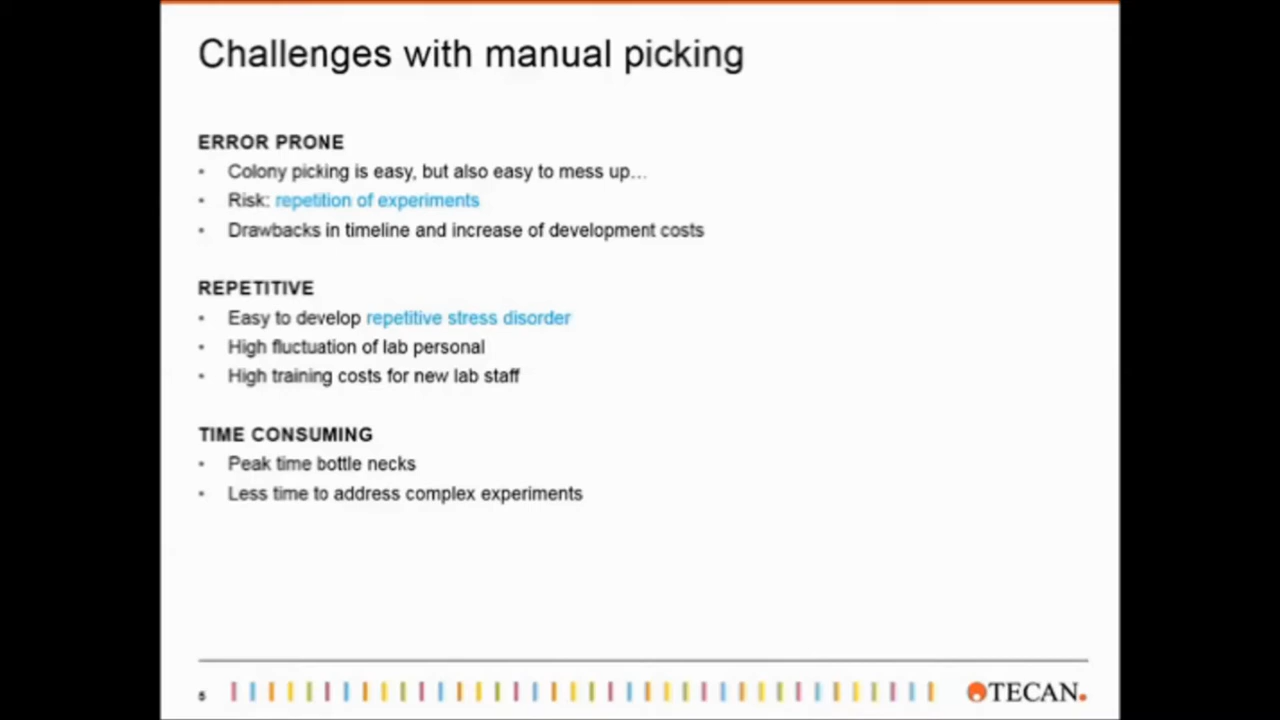 Challenges with manual picking
ERROR PRONE
• Colony picking is easy, but also easy to mess up...
• Risk: repetition of experiments
• Drawbacks in timeline and increase of development costs
REPETITIVE
• Easy to develop repetitive stress disorder
• High fluctuation of lab personal
• High training costs for new lab staff
TIME CONSUMING
• Peak time bottle necks
• Less time to address complex experiments
TECAN.